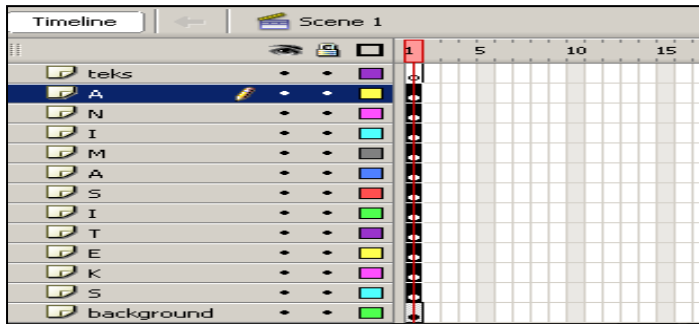 Timeline Scene 1
1 5 10 15
teks
A
N
I
M
A
S
I
T
E
K
S
background